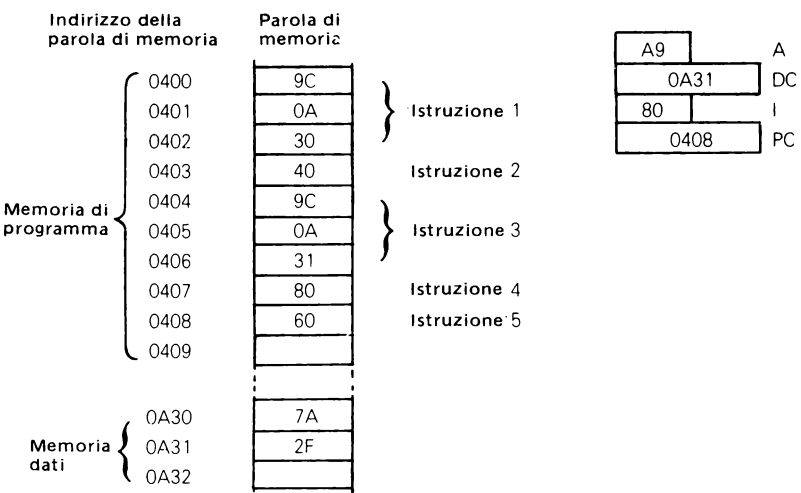 Indirizzo della
parola di memoria
Parola di
memoria
0400 9C
0401 0A
0402 30
Istruzione 1
0403 40 Istruzione 2
0404 9C
0405 0A
0406 31
Istruzione 3
0407 80 Istruzione 4
0408 60 Istruzione 5
0409
Memoria di
programma
0A30 7A
0A31 2F
0A32
Memoria
dati
A9 A
0A31 DC
80 I
0408 PC